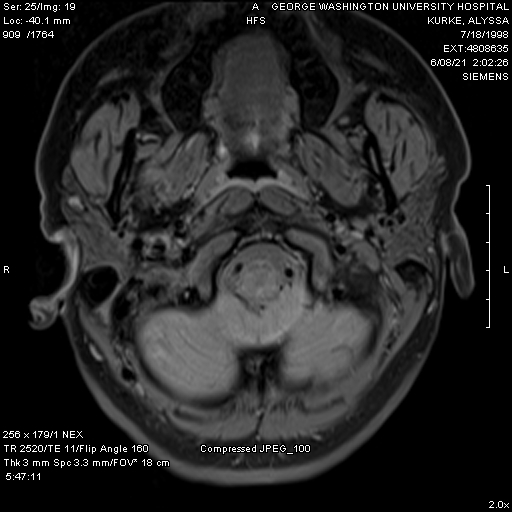 Ser: 25/Img: 19
Loc: -40.1 mm
909 /1764
A GEORGE WASHINGTON UNIVERSITY HOSPITAL
HFS KURKE, ALYSSA
7/18/1998
EXT:4808635
6/08/21 2:02:26
SIEMENS
R
L
256 x 179/1 NEX
TR 2520/TE 11/Flip Angle 160
Thk 3 mm Spc 3.3 mm/FOV* 18 cm
5:47:11
Compressed JPEG_100
2.0x